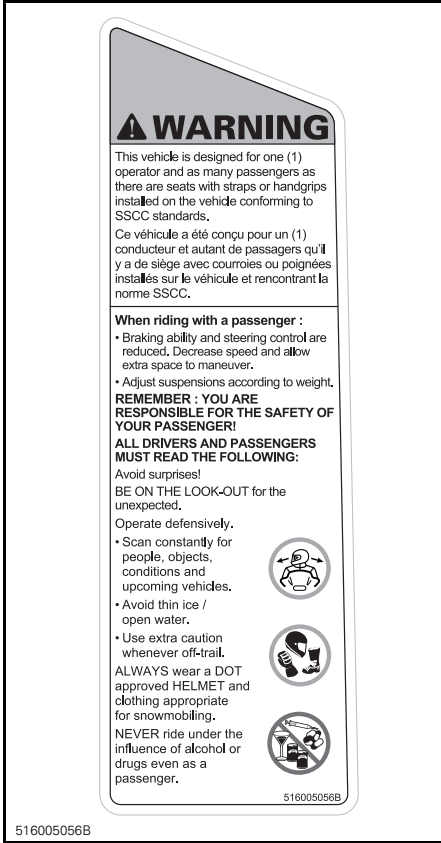 WARNING
This vehicle is designed for one (1)
operator and as many passengers as
there are seats with straps or handgrips
installed on the vehicle conforming to
SSCC standards.
Ce véhicule a été conçu pour un (1)
conducteur et autant de passagers qu'il
y a de siège avec courroies ou poignées
installés sur le véhicule et rencontrant la
norme SSCC.
When riding with a passenger :
• Braking ability and steering control are
reduced. Decrease speed and allow
extra space to maneuver.
• Adjust suspensions according to weight.
REMEMBER : YOU ARE
RESPONSIBLE FOR THE SAFETY OF
YOUR PASSENGER!
ALL DRIVERS AND PASSENGERS
MUST READ THE FOLLOWING:
Avoid surprises!
BE ON THE LOOK-OUT for the
unexpected.
Operate defensively.
• Scan constantly for
people, objects,
conditions and
upcoming vehicles.
• Avoid thin ice /
open water.
• Use extra caution
whenever off-trail.
ALWAYS wear a DOT
approved HELMET and
clothing appropriate
for snowmobiling.
NEVER ride under the
influence of alcohol or
drugs even as a
passenger.
516005056B
516005056B